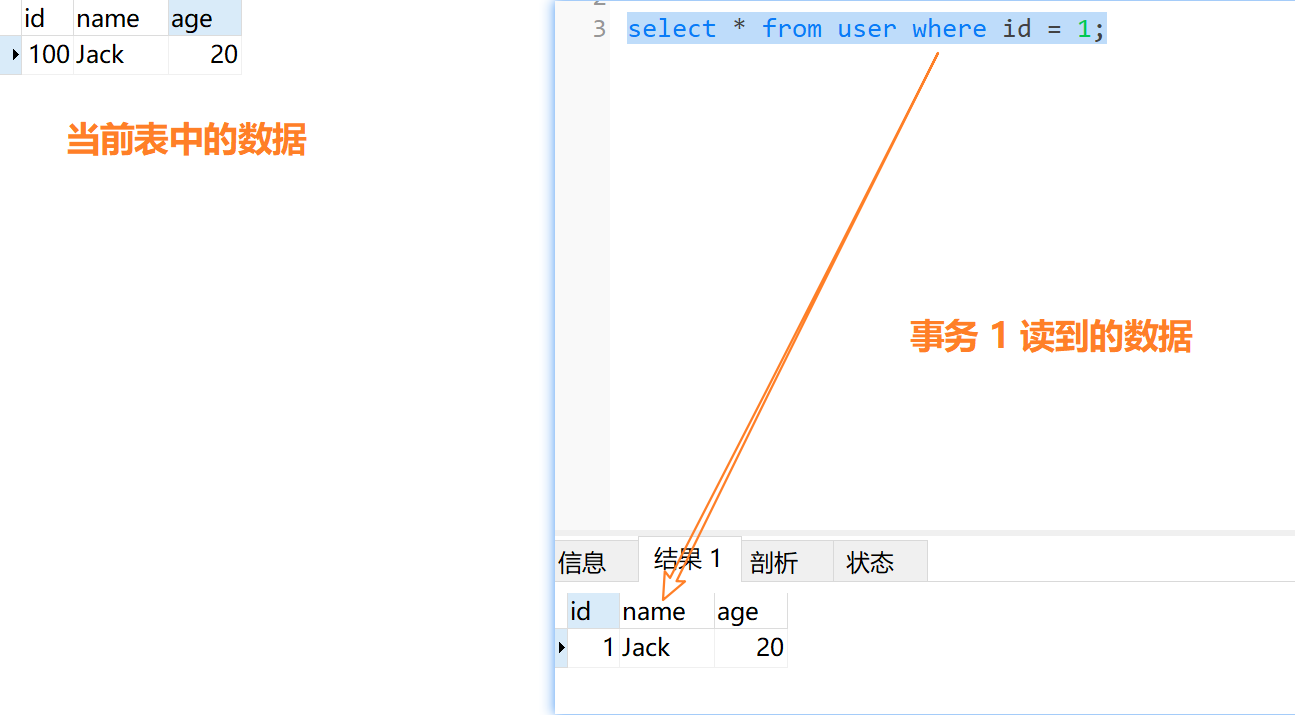 id name age
100 Jack 20
当前表中的数据
3 select * from user where id = 1;
事务 1 读到的数据
信息 结果 1 剖析 状态
id name age
1 Jack 20